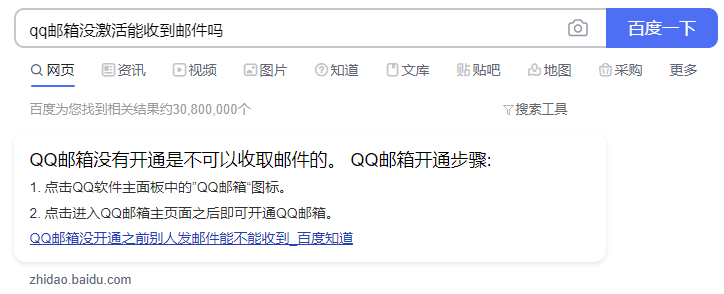 qq邮箱没激活能收到邮件吗 百度一下
网页 资讯 视频 图片 知道 文库 贴吧 地图 采购 更多
百度为您找到相关结果约30,800,000个 搜索工具
QQ邮箱没有开通是不可以收取邮件的。 QQ邮箱开通步骤:
1. 点击QQ软件主面板中的"QQ邮箱"图标。
2. 点击进入QQ邮箱主页面之后即可开通QQ邮箱。
QQ邮箱没开通之前别人发邮件能不能收到_百度知道
zhidao.baidu.com